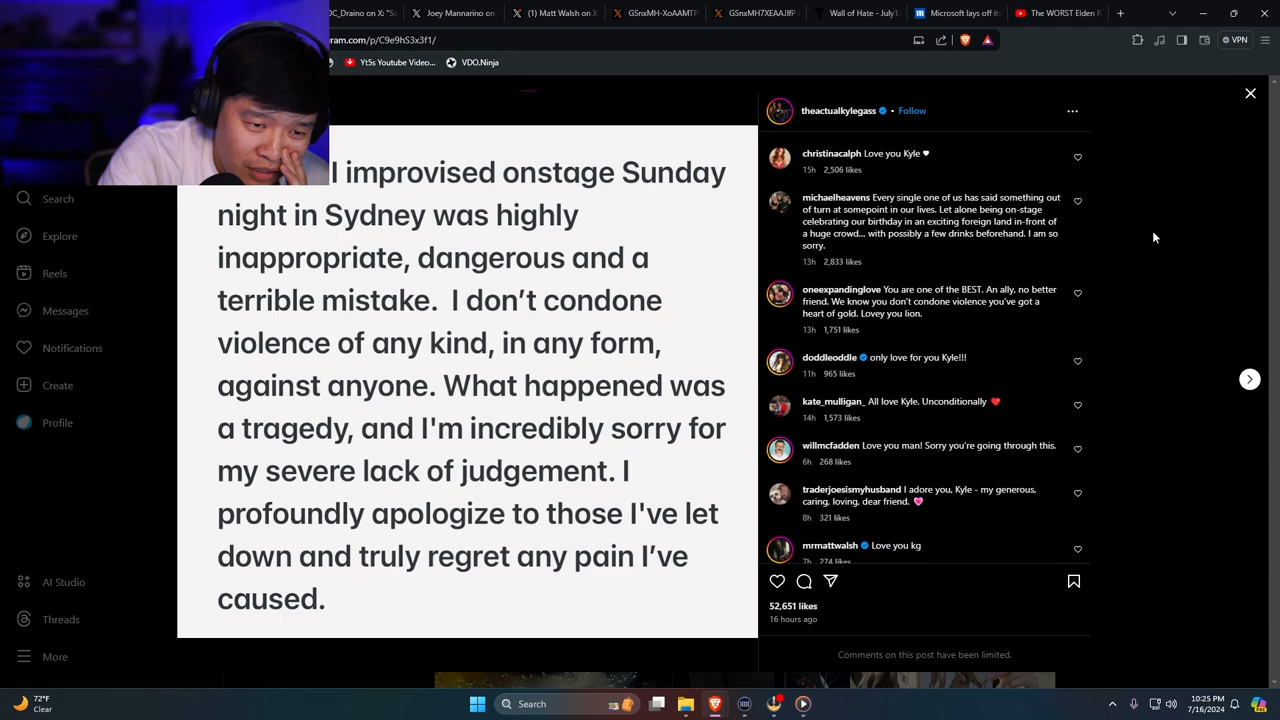 C_Draino on X: "S
Joey Mannarino on
(1) Matt Walsh on X
GSnxMH-XoAAMTF
GSnxMH7XEAAJfP
Wall of Hate - July 1
Microsoft lays off its
The WORST Elden R
ram.com/p/C9e9hS3x3f1/
VPN
Yt5s Youtube Video...
VDO.Ninja
Search
Explore
Reels
Messages
Notifications
Create
Profile
AI Studio
Threads
More
I improvised onstage Sunday
night in Sydney was highly
inappropriate, dangerous and a
terrible mistake. I don’t condone
violence of any kind, in any form,
against anyone. What happened was
a tragedy, and I'm incredibly sorry for
my severe lack of judgement. I
profoundly apologize to those I've let
down and truly regret any pain I’ve
caused.
theactualkylegass • Follow
christinacalph Love you Kyle
15h 2,506 likes
michaelheavens Every single one of us has said something out
of turn at somepoint in our lives. Let alone being on-stage
celebrating our birthday in an exciting foreign land in-front of
a huge crowd... with possibly a few drinks beforehand. I am so
sorry.
13h 2,833 likes
oneexpandinglove You are one of the BEST. An ally, no better
friend. We know you don’t condone violence you’ve got a
heart of gold. Lovey you lion.
13h 1,751 likes
doddleoddle only love for you Kyle!!!
11h 965 likes
kate_mulligan_ All love Kyle. Unconditionally
14h 1,573 likes
willmcfadden Love you man! Sorry you’re going through this.
6h 268 likes
traderjoesismyhusband I adore you, Kyle - my generous,
caring, loving, dear friend.
8h 321 likes
mrmattwalsh Love you kg
7h 274 likes
52,651 likes
16 hours ago
Comments on this post have been limited.
72°F
Clear
Search
10:25 PM
7/16/2024